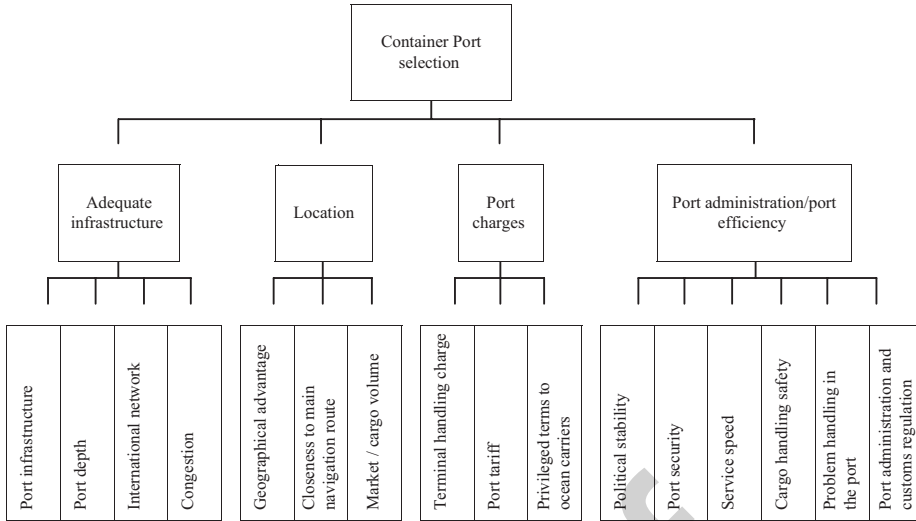 Container Port
selection
Adequate
infrastructure
Location
Port
charges
Port administration/port
efficiency
Port infrastructure
Port depth
International network
Congestion
Geographical advantage
Closeness to main
navigation route
Market / cargo volume
Terminal handling charge
Port tariff
Privileged terms to
ocean carriers
Political stability
Port security
Service speed
Cargo handling safety
Problem handling in
the port
Port administration and
customs regulation